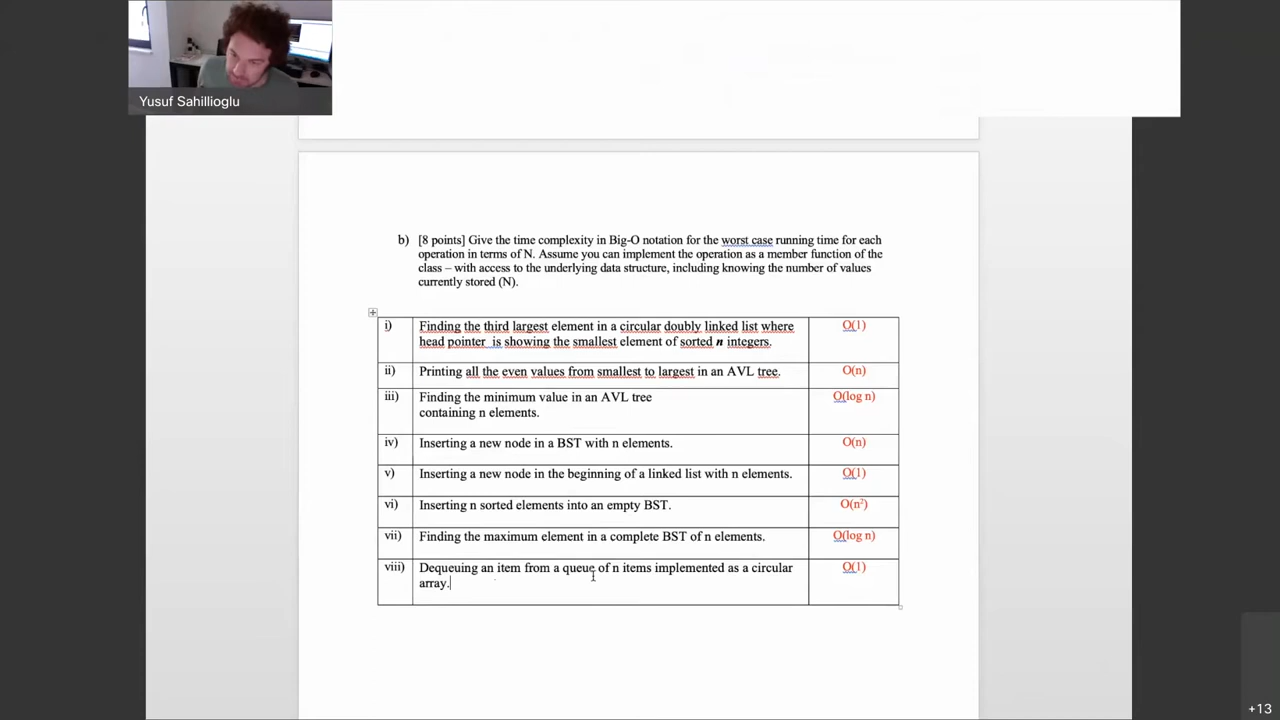 Yusuf Sahillioglu
b) [8 points] Give the time complexity in Big-O notation for the worst case running time for each
operation in terms of N. Assume you can implement the operation as a member function of the
class – with access to the underlying data structure, including knowing the number of values
currently stored (N).
i) Finding the third largest element in a circular doubly linked list where O(1)
head pointer is showing the smallest element of sorted n integers.
ii) Printing all the even values from smallest to largest in an AVL tree. O(n)
iii) Finding the minimum value in an AVL tree O(log n)
containing n elements.
iv) Inserting a new node in a BST with n elements. O(n)
v) Inserting a new node in the beginning of a linked list with n elements. O(1)
vi) Inserting n sorted elements into an empty BST. O(n²)
vii) Finding the maximum element in a complete BST of n elements. O(log n)
viii) Dequeuing an item from a queue of n items implemented as a circular O(1)
array.
+13